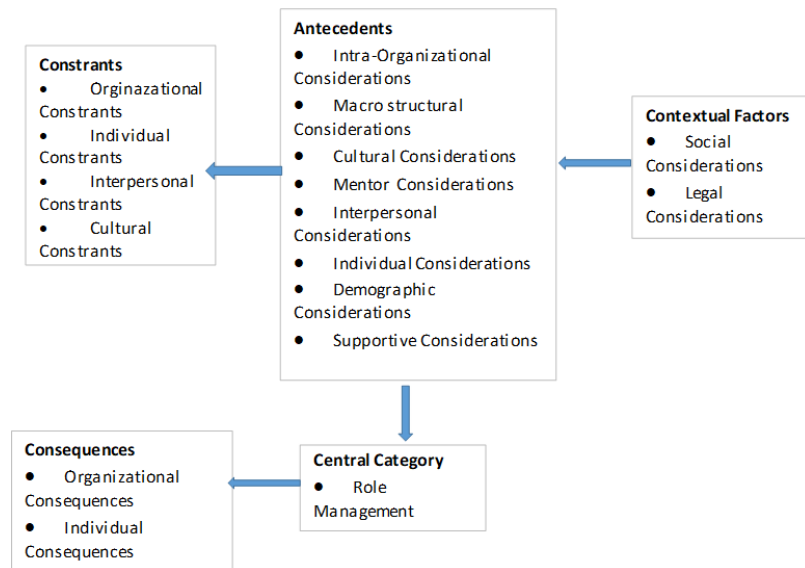 Antecedents
● Intra-Organizational
Considerations
● Macro structural
Considerations
● Cultural Considerations
● Mentor Considerations
● Interpersonal
Considerations
● Individual Considerations
● Demographic
Considerations
● Supportive Considerations
Constrants
• Orginazational
Constrants
• Individual
Constrants
• Interpersonal
Constrants
• Cultural
Constrants
Contextual Factors
● Social
Considerations
● Legal
Considerations
Consequences
● Organizational
Consequences
● Individual
Consequences
Central Category
● Role
Management